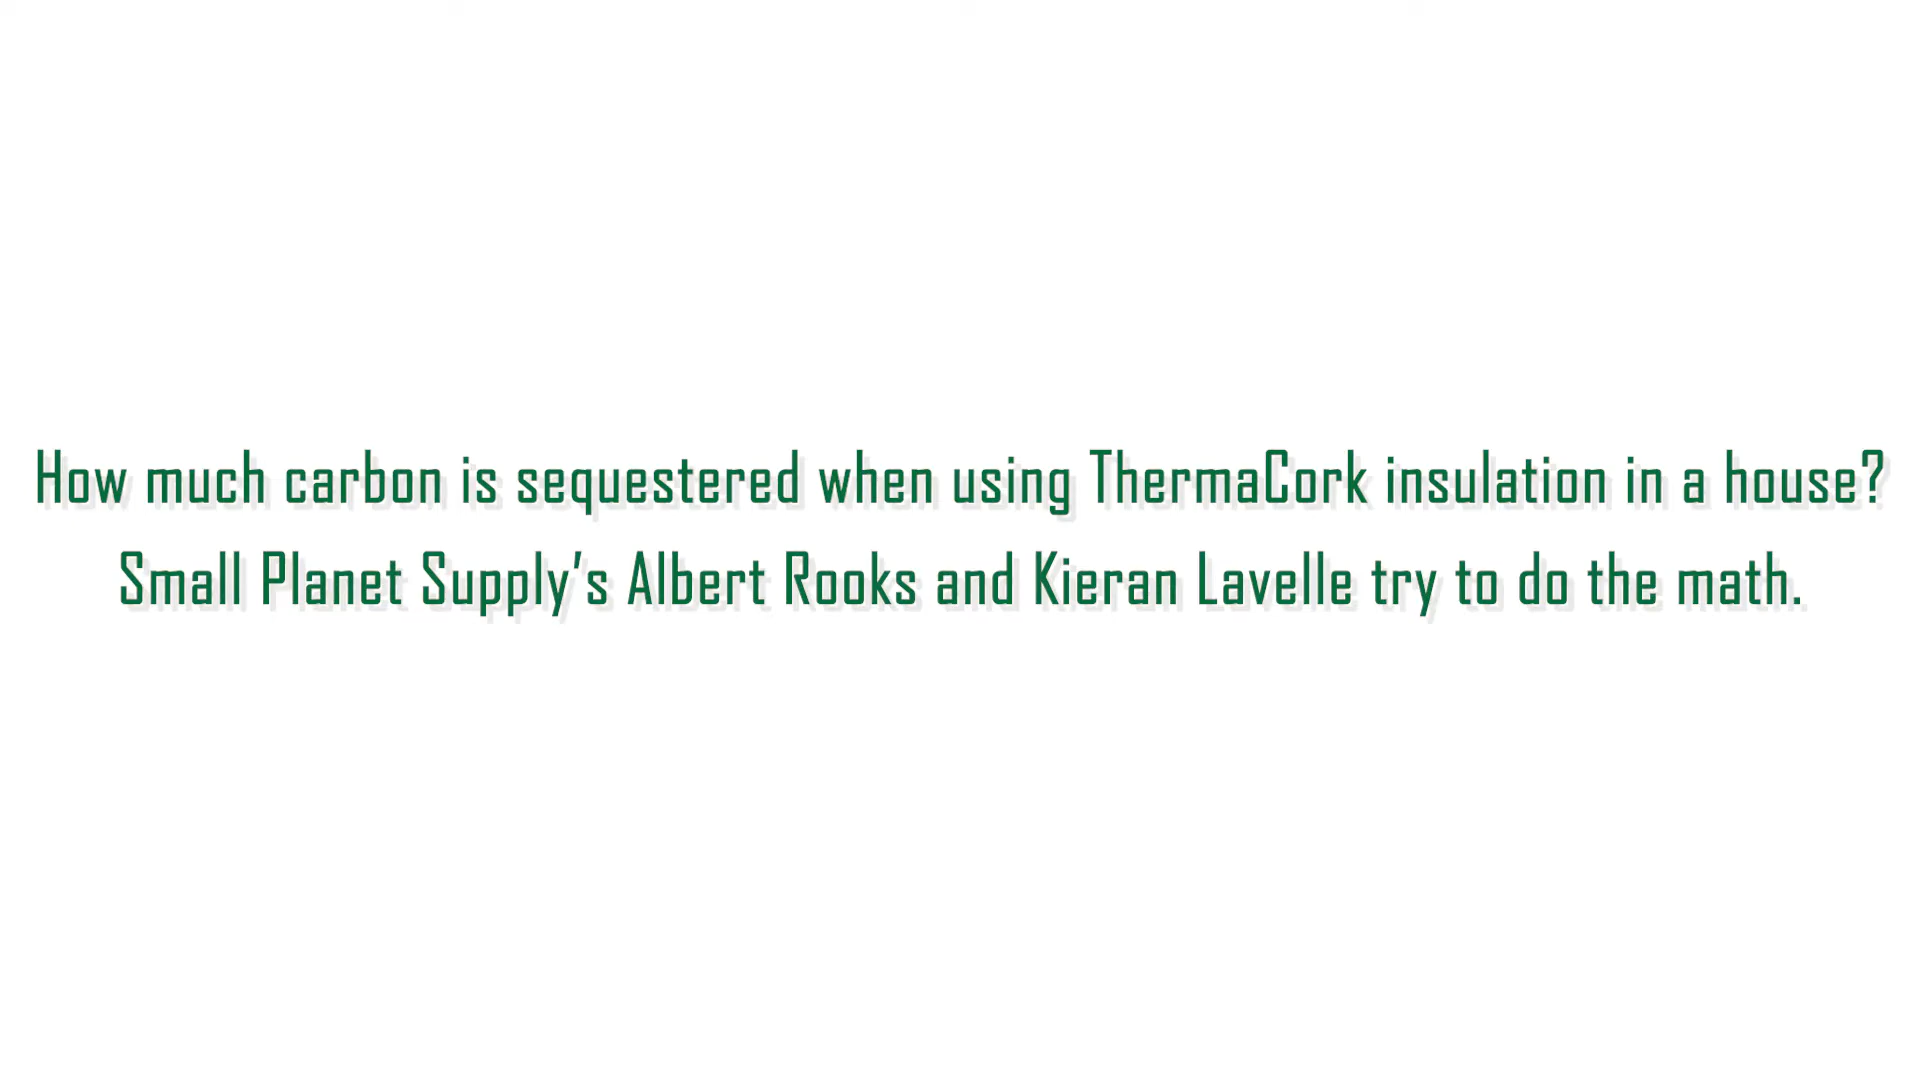 How much carbon is sequestered when using ThermaCork insulation in a house?
Small Planet Supply’s Albert Rooks and Kieran Lavelle try to do the math.